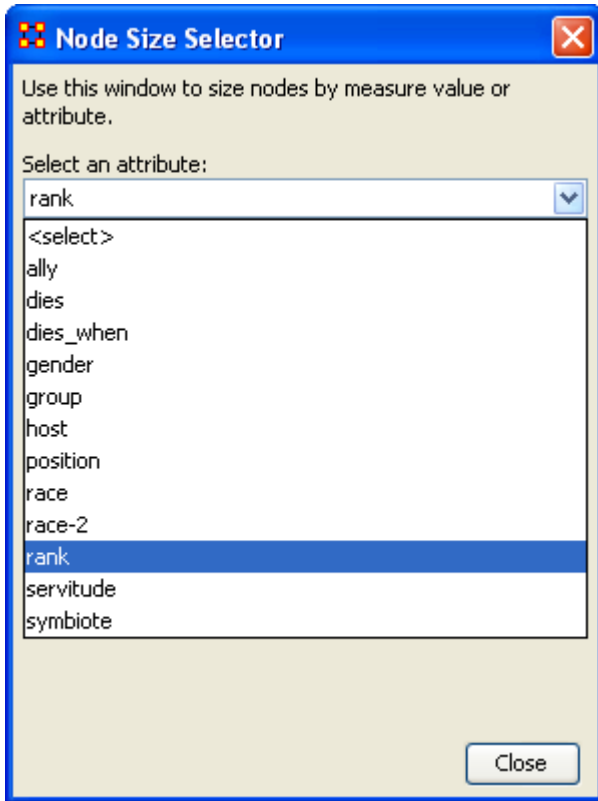 Node Size Selector
Use this window to size nodes by measure value or
attribute.
Select an attribute:
rank
<select>
ally
dies
dies_when
gender
group
host
position
race
race-2
rank
servitude
symbiote
Close